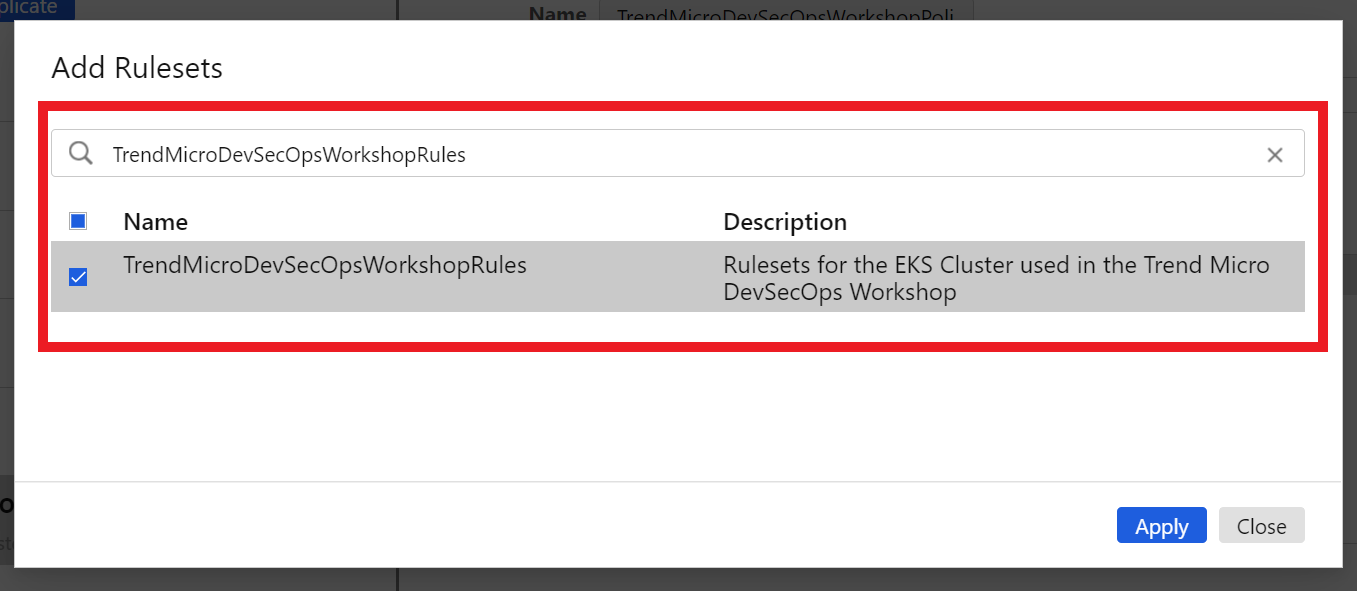 plicate
Name
TrendMicroDevSecOpsWorkshopPoli
Add Rulesets
TrendMicroDevSecOpsWorkshopRules
Name Description
TrendMicroDevSecOpsWorkshopRules Rulesets for the EKS Cluster used in the Trend Micro
DevSecOps Workshop
Apply Close